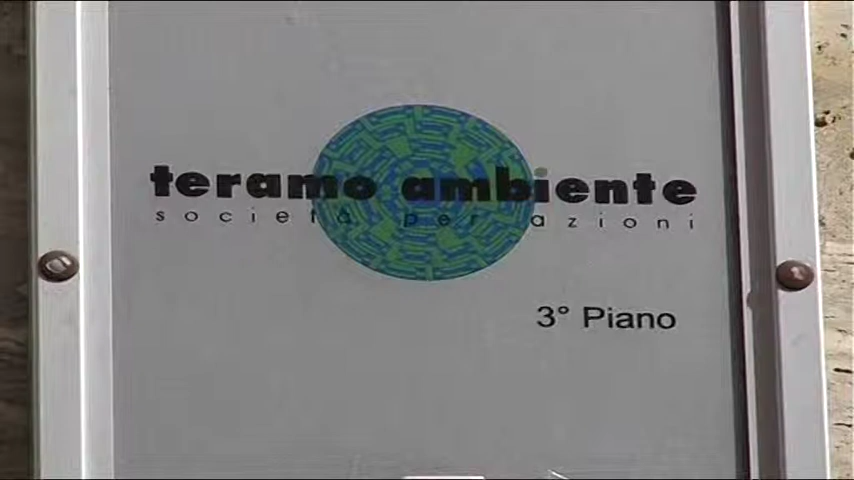 teramo ambiente
società per azioni
3° Piano